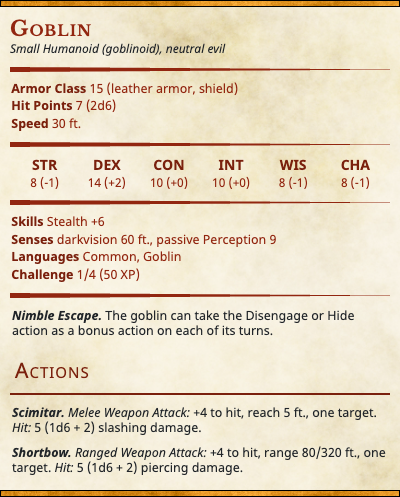 Goblin
Small Humanoid (goblinoid), neutral evil
Armor Class 15 (leather armor, shield)
Hit Points 7 (2d6)
Speed 30 ft.
STR DEX CON INT WIS CHA
8 (-1) 14 (+2) 10 (+0) 10 (+0) 8 (-1) 8 (-1)
Skills Stealth +6
Senses darkvision 60 ft., passive Perception 9
Languages Common, Goblin
Challenge 1/4 (50 XP)
Nimble Escape. The goblin can take the Disengage or Hide
action as a bonus action on each of its turns.
Actions
Scimitar. Melee Weapon Attack: +4 to hit, reach 5 ft., one target.
Hit: 5 (1d6 + 2) slashing damage.
Shortbow. Ranged Weapon Attack: +4 to hit, range 80/320 ft., one
target. Hit: 5 (1d6 + 2) piercing damage.